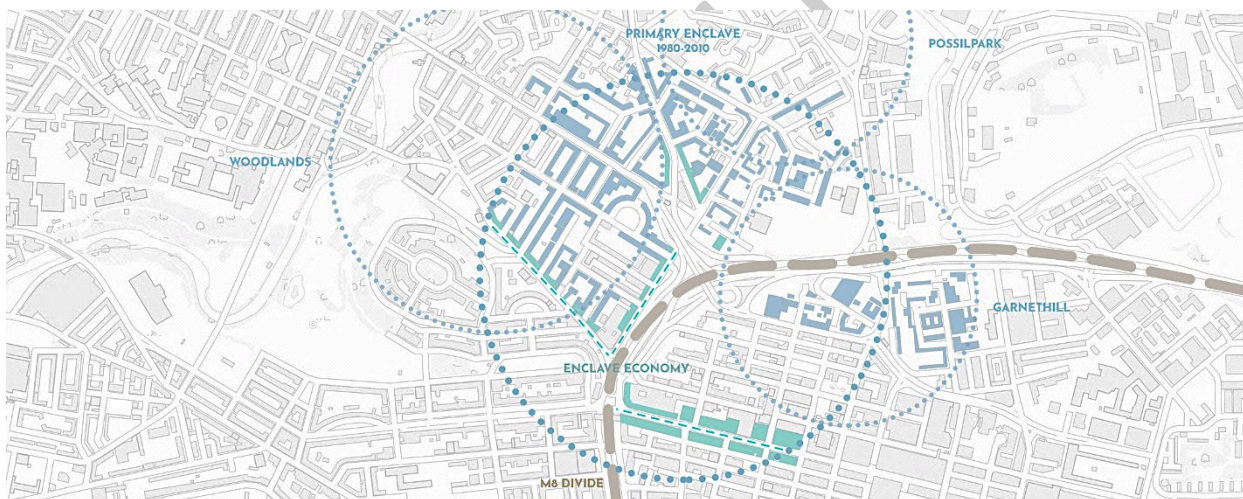 PRIMARY ENCLAVE
1980-2010
POSSILPARK
WOODLANDS
GARNETHILL
ENCLAVE ECONOMY
M8 DIVIDE